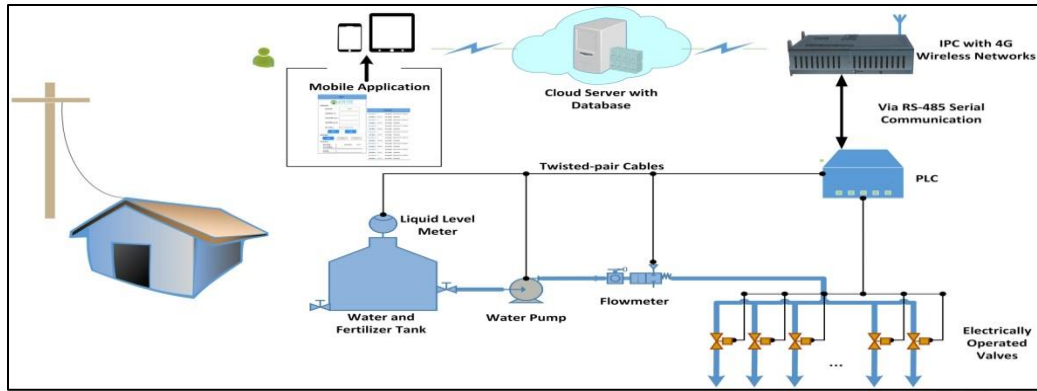 IPC with 4G
Wireless Networks
Mobile Application
Cloud Server with
Database
Via RS-485 Serial
Communication
Twisted-pair Cables
PLC
Liquid Level
Meter
Flowmeter
Water and
Fertilizer Tank
Water Pump
Electrically
Operated
Valves
...